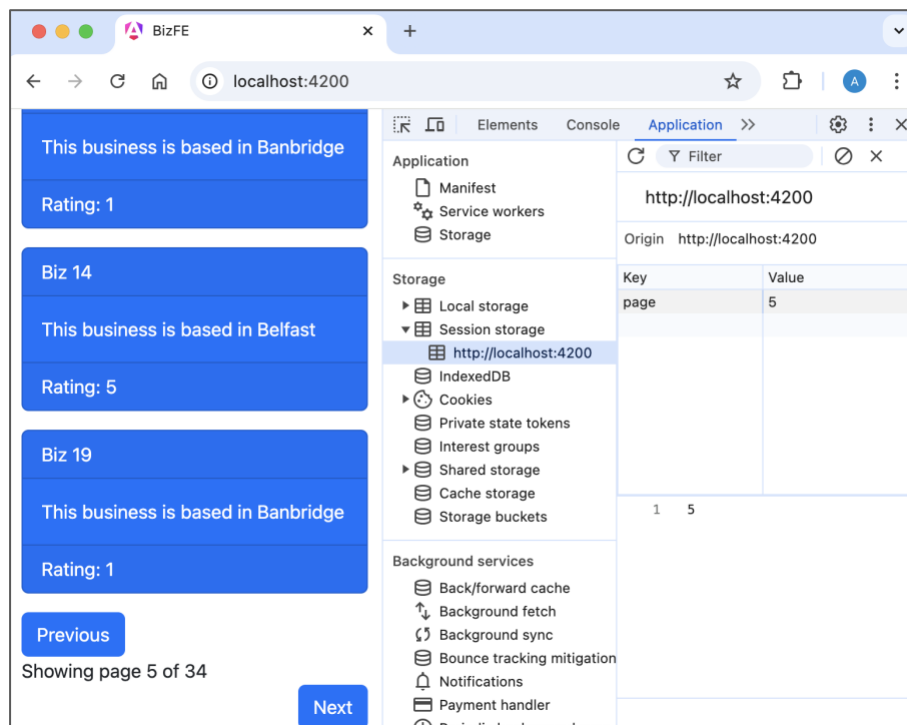 BizFE
localhost:4200
A
This business is based in Banbridge
Rating: 1
Biz 14
This business is based in Belfast
Rating: 5
Biz 19
This business is based in Banbridge
Rating: 1
Previous
Showing page 5 of 34
Next
Elements Console Application
Application
Manifest
Service workers
Storage
Storage
Local storage
Session storage
http://localhost:4200
IndexedDB
Cookies
Private state tokens
Interest groups
Shared storage
Cache storage
Storage buckets
Background services
Back/forward cache
Background fetch
Background sync
Bounce tracking mitigation
Notifications
Payment handler
Filter
http://localhost:4200
Origin http://localhost:4200
Key Value
page 5
1 5